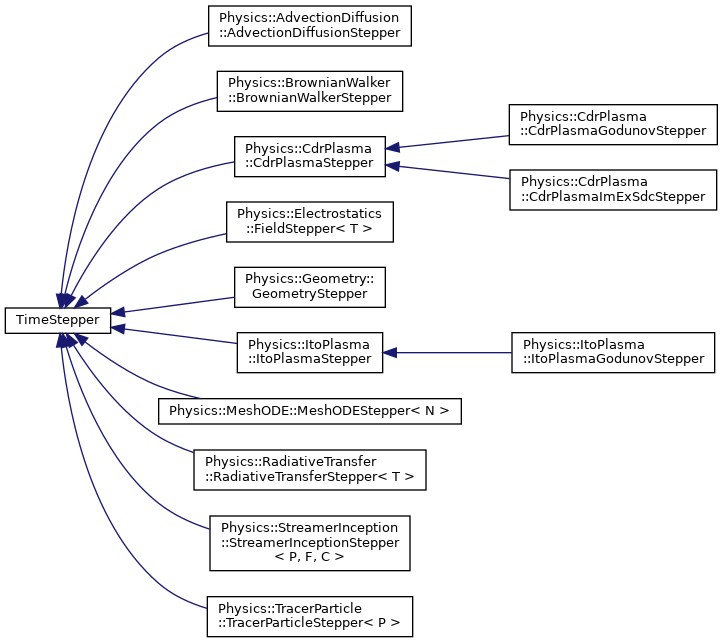 Physics::AdvectionDiffusion
::AdvectionDiffusionStepper
Physics::BrownianWalker
::BrownianWalkerStepper
Physics::CdrPlasma
::CdrPlasmaStepper
Physics::CdrPlasma
::CdrPlasmaGodunovStepper
Physics::CdrPlasma
::CdrPlasmaImExSdcStepper
Physics::Electrostatics
::FieldStepper< T >
Physics::Geometry::
GeometryStepper
TimeStepper
Physics::ItoPlasma
::ItoPlasmaStepper
Physics::ItoPlasma
::ItoPlasmaGodunovStepper
Physics::MeshODE::MeshODEStepper< N >
Physics::RadiativeTransfer
::RadiativeTransferStepper< T >
Physics::StreamerInception
::StreamerInceptionStepper
< P, F, C >
Physics::TracerParticle
::TracerParticleStepper< P >